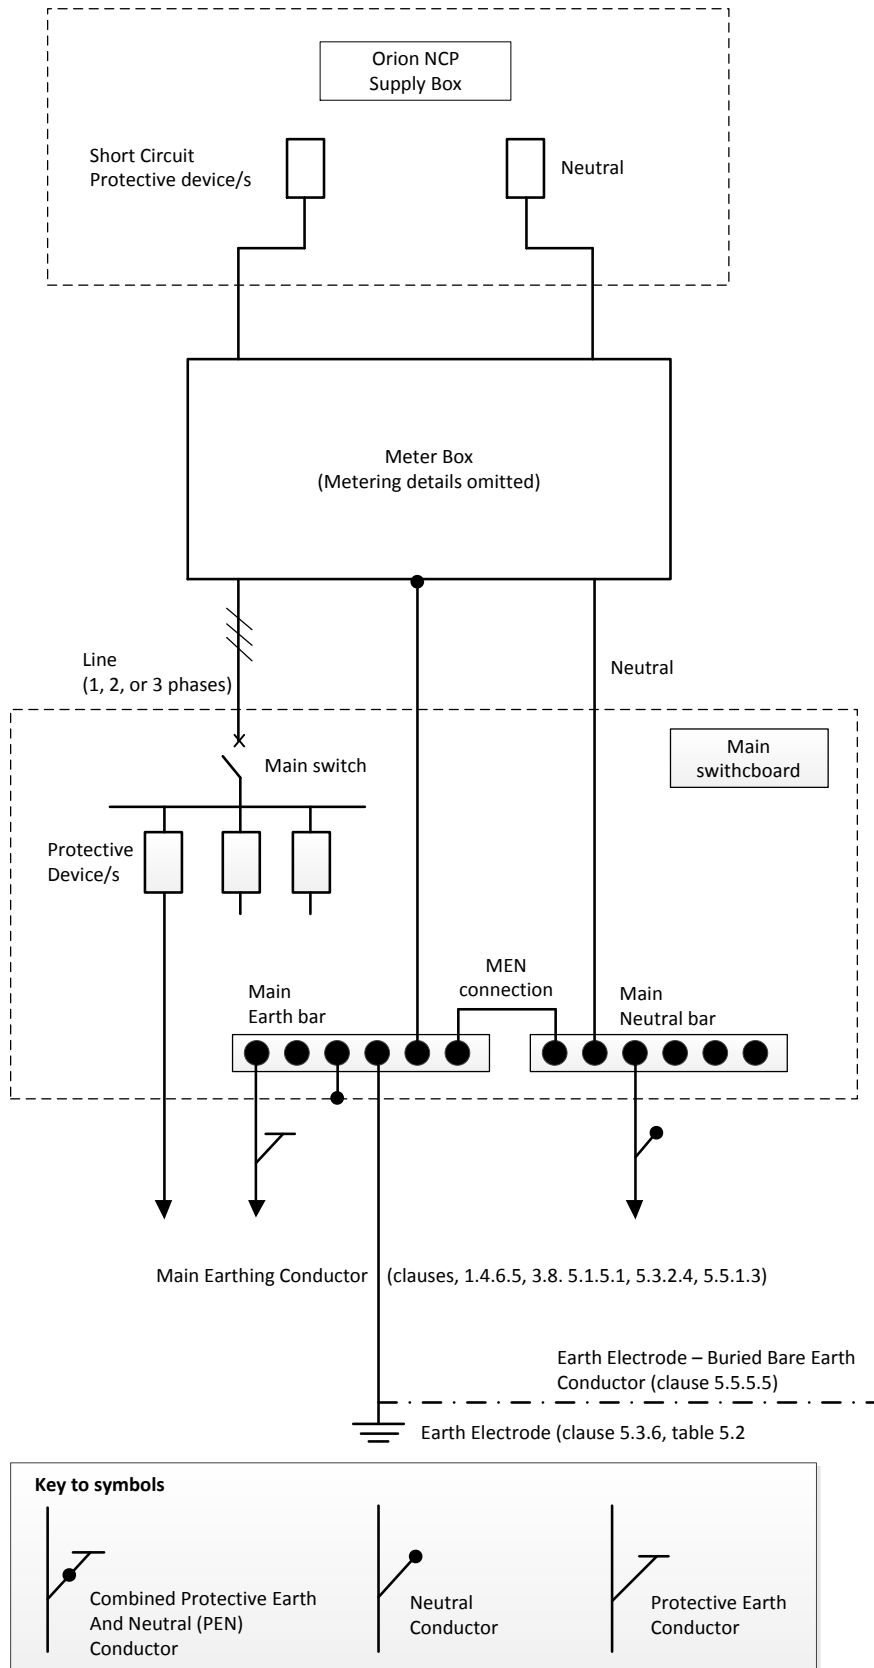 Orion NCP
Supply Box
Short Circuit
Protective device/s
Neutral
Meter Box
(Metering details omitted)
Line
(1, 2, or 3 phases)
Neutral
Main
swithcboard
Main switch
Protective
Device/s
MEN
connection
Main
Earth bar
Main
Neutral bar
Main Earthing Conductor (clauses, 1.4.6.5, 3.8. 5.1.5.1, 5.3.2.4, 5.5.1.3)
Earth Electrode – Buried Bare Earth
Conductor (clause 5.5.5.5)
Earth Electrode (clause 5.3.6, table 5.2
Key to symbols
Combined Protective Earth
And Neutral (PEN)
Conductor
Neutral
Conductor
Protective Earth
Conductor